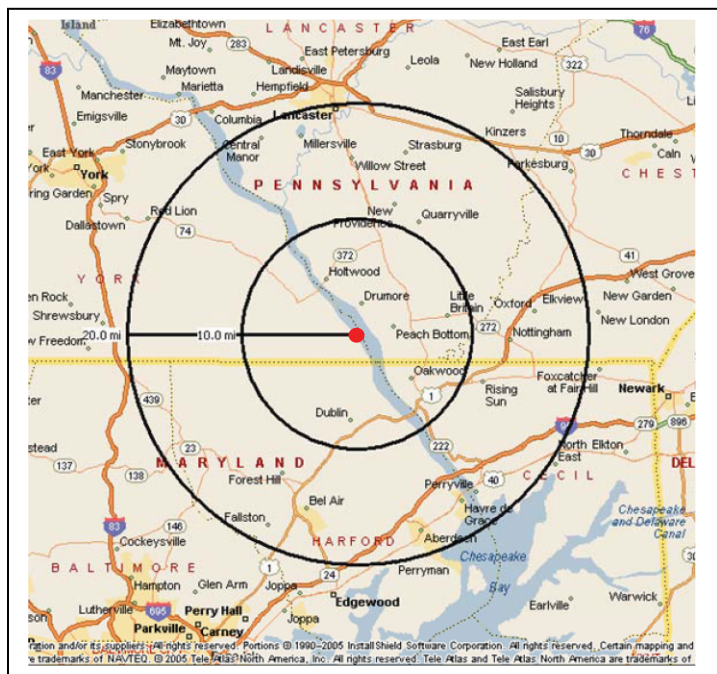 Island
Elizabethtown
LANCASTER
76
Mt. Joy
283
East Petersburg
East Earl
Landisville
Leola
New Holland
322
83
Maytown
Hempfield
Manchester
Marietta
Salisbury
Heights
Emigsville
30
Columbia
Lancaster
Kinzers
10
Thorndale
East York
Stonybrook
Central
Manor
Millersville
Strasburg
30
Caln
York
York
Willow Street
Parkesburg
CHEST
ring Garden
Spry
PENNSYLVANIA
Red Lion
New
Providence
Quarryville
Dallastown
74
372
41
YORK
Holtwood
West Grove
en Rock
Drumore
Little
Britain
Oxford
Elkview
New Garden
Shrewsbury
New London
20.0 mi
10.0 mi
Peach Bottom
272
Nottingham
w Freedom
Oakwood
Foxcatcher
at Fair Hill
Newark
1
Rising
Sun
439
Dublin
279
896
stead
23
222
North East
Elkton
137
138
MARYLAND
CECIL
DEL
Forest Hill
Perryville
40
Bel Air
Havre de
Grace
Chesapeake
and Delaware
Canal
83
146
Fallston
Aberdeen
Cockeysville
HARFORD
Chesapeake
Bay
30
BALTIMORE
1
24
Perryman
Hampton
Glen Arm
Joppa
Edgewood
Earlville
Warwick
Lutherville
695
Perry Hall
Joppa
Parkville
Carney
ration and/or its suppliers. All rights reserved. Portions © 1990-2005 InstallShield Software Corporation. All rights reserved. Certain mapping and
re trademarks of NAVTEQ. © 2005 Tele Atlas North America, Inc. All rights reserved. Tele Atlas and Tele Atlas North America are trademarks of